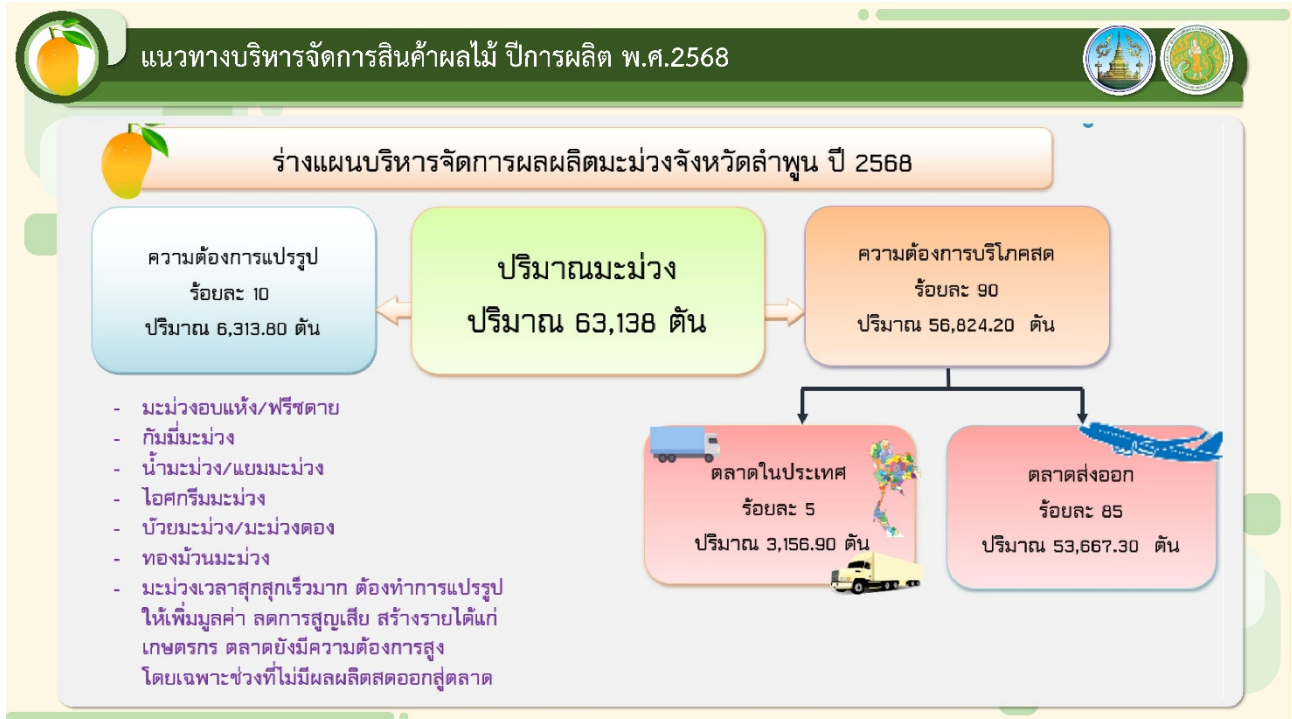 แนวทางบริหารจัดการสินค้าผลไม้ ปีการผลิต พ.ศ.2568
ร่างแผนบริหารจัดการผลผลิตมะม่วงจังหวัดลำพูน ปี 2568
ความต้องการแปรรูป
ร้อยละ 10
ปริมาณ 6,313.80 ตัน
ปริมาณมะม่วง
ปริมาณ 63,138 ตัน
ความต้องการบริโภคสด
ร้อยละ 90
ปริมาณ 56,824.20 ตัน
- มะม่วงอบแห้ง/ฟรีซดาย
- กัมมี่มะม่วง
- น้ำมะม่วง/แยมมะม่วง
- ไอศกรีมมะม่วง
- บ๊วยมะม่วง/มะม่วงดอง
- ทองม้วนมะม่วง
- มะม่วงเวลาสุกสุกเร็วมาก ต้องทำการแปรรูป
ให้เพิ่มมูลค่า ลดการสูญเสีย สร้างรายได้แก่
เกษตรกร ตลาดยังมีความต้องการสูง
โดยเฉพาะช่วงที่ไม่มีผลผลิตสดออกสู่ตลาด
ตลาดในประเทศ
ร้อยละ 5
ปริมาณ 3,156.90 ตัน
ตลาดส่งออก
ร้อยละ 85
ปริมาณ 53,667.30 ตัน